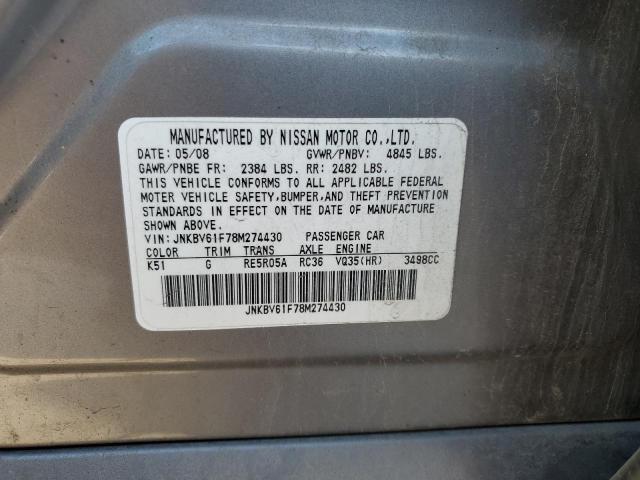 MANUFACTURED BY NISSAN MOTOR CO.,LTD.
DATE: 05/08 GVWR/PNBV: 4845 LBS.
GAWR/PNBE FR: 2384 LBS. RR: 2482 LBS.
THIS VEHICLE CONFORMS TO ALL APPLICABLE FEDERAL
MOTER VEHICLE SAFETY,BUMPER,AND THEFT PREVENTION
STANDARDS IN EFFECT ON THE DATE OF MANUFACTURE
SHOWN ABOVE.
VIN: JNKBV61F78M274430 PASSENGER CAR
COLOR TRIM TRANS AXLE ENGINE
K51 G RE5R05A RC36 VQ35(HR) 3498CC
JNKBV61F78M274430